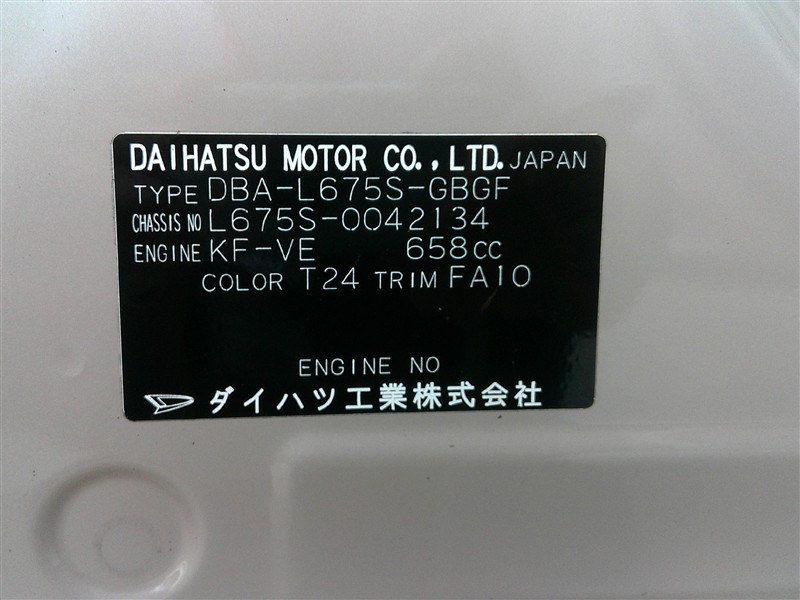 DAIHATSU MOTOR CO.,LTD. JAPAN
TYPE DBA-L675S-GBGF
CHASSIS NO L675S-0042134
ENGINE KF-VE 658cc
COLOR T24 TRIM FA10
ENGINE NO
ダイハツ工業株式会社